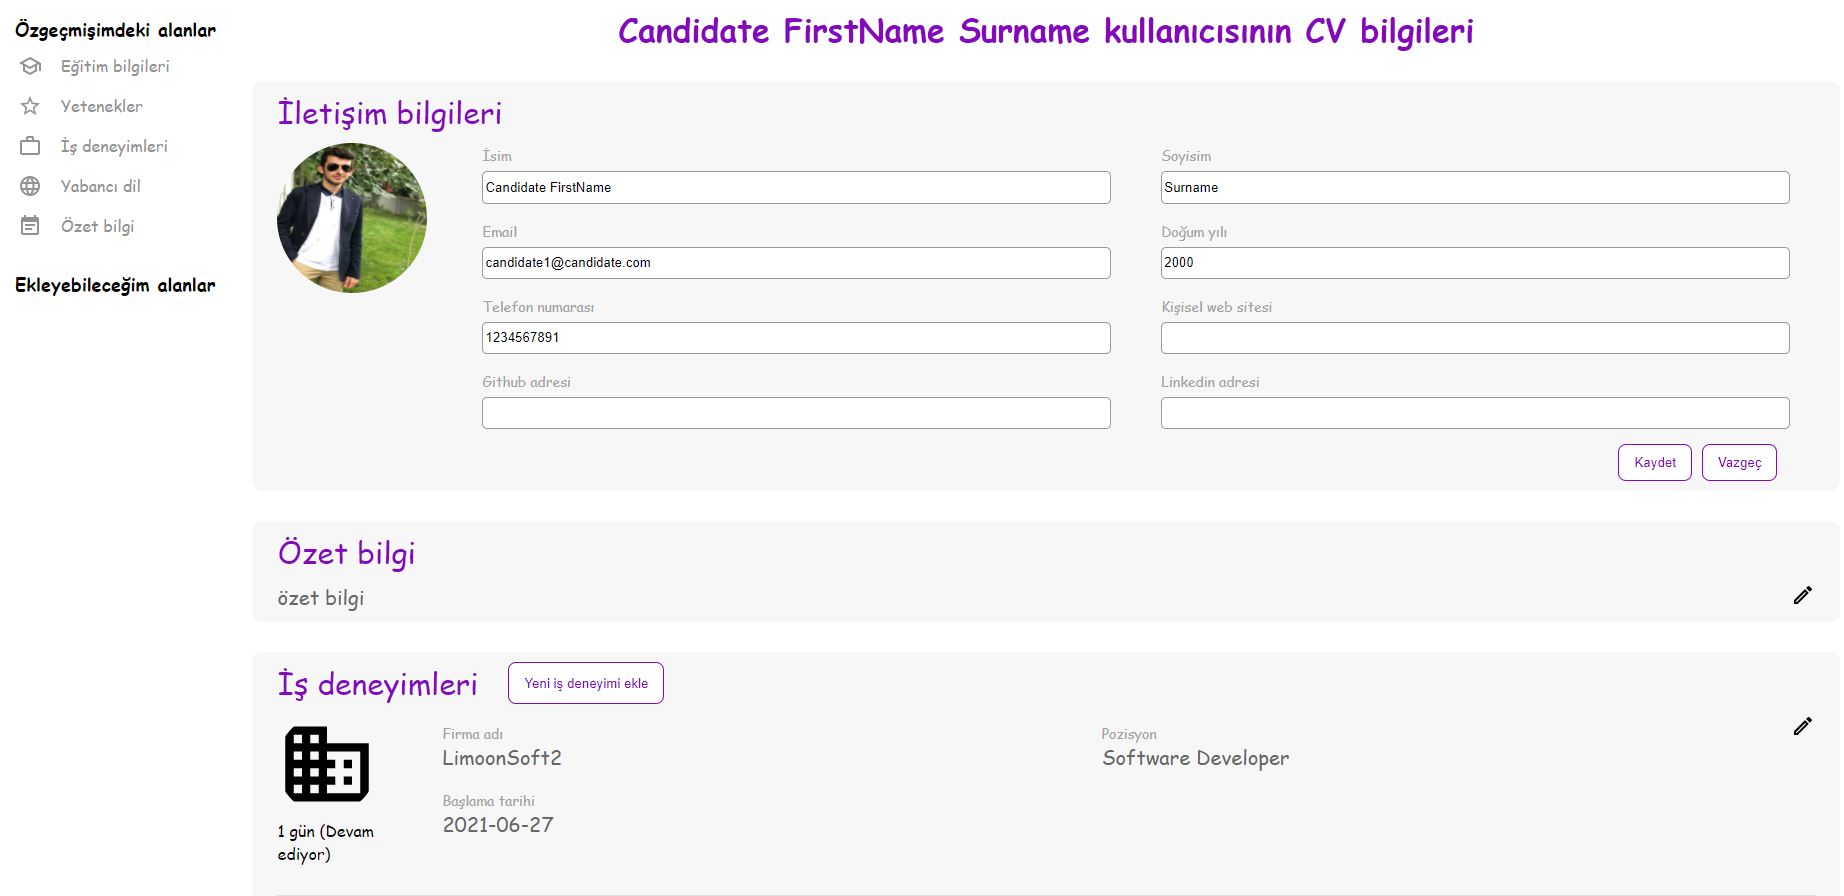 Özgeçmişimdeki alanlar
Eğitim bilgileri
Yetenekler
İş deneyimleri
Yabancı dil
Özet bilgi
Ekleyebileceğim alanlar
Candidate FirstName Surname kullanıcısının CV bilgileri
İletişim bilgileri
İsim
Candidate FirstName
Soyisim
Surname
Email
candidate1@candidate.com
Doğum yılı
2000
Telefon numarası
1234567891
Kişisel web sitesi
Github adresi
Linkedin adresi
Kaydet
Vazgeç
Özet bilgi
özet bilgi
İş deneyimleri
Yeni iş deneyimi ekle
Firma adı
LimoonSoft2
Pozisyon
Software Developer
Başlama tarihi
2021-06-27
1 gün (Devam
ediyor)